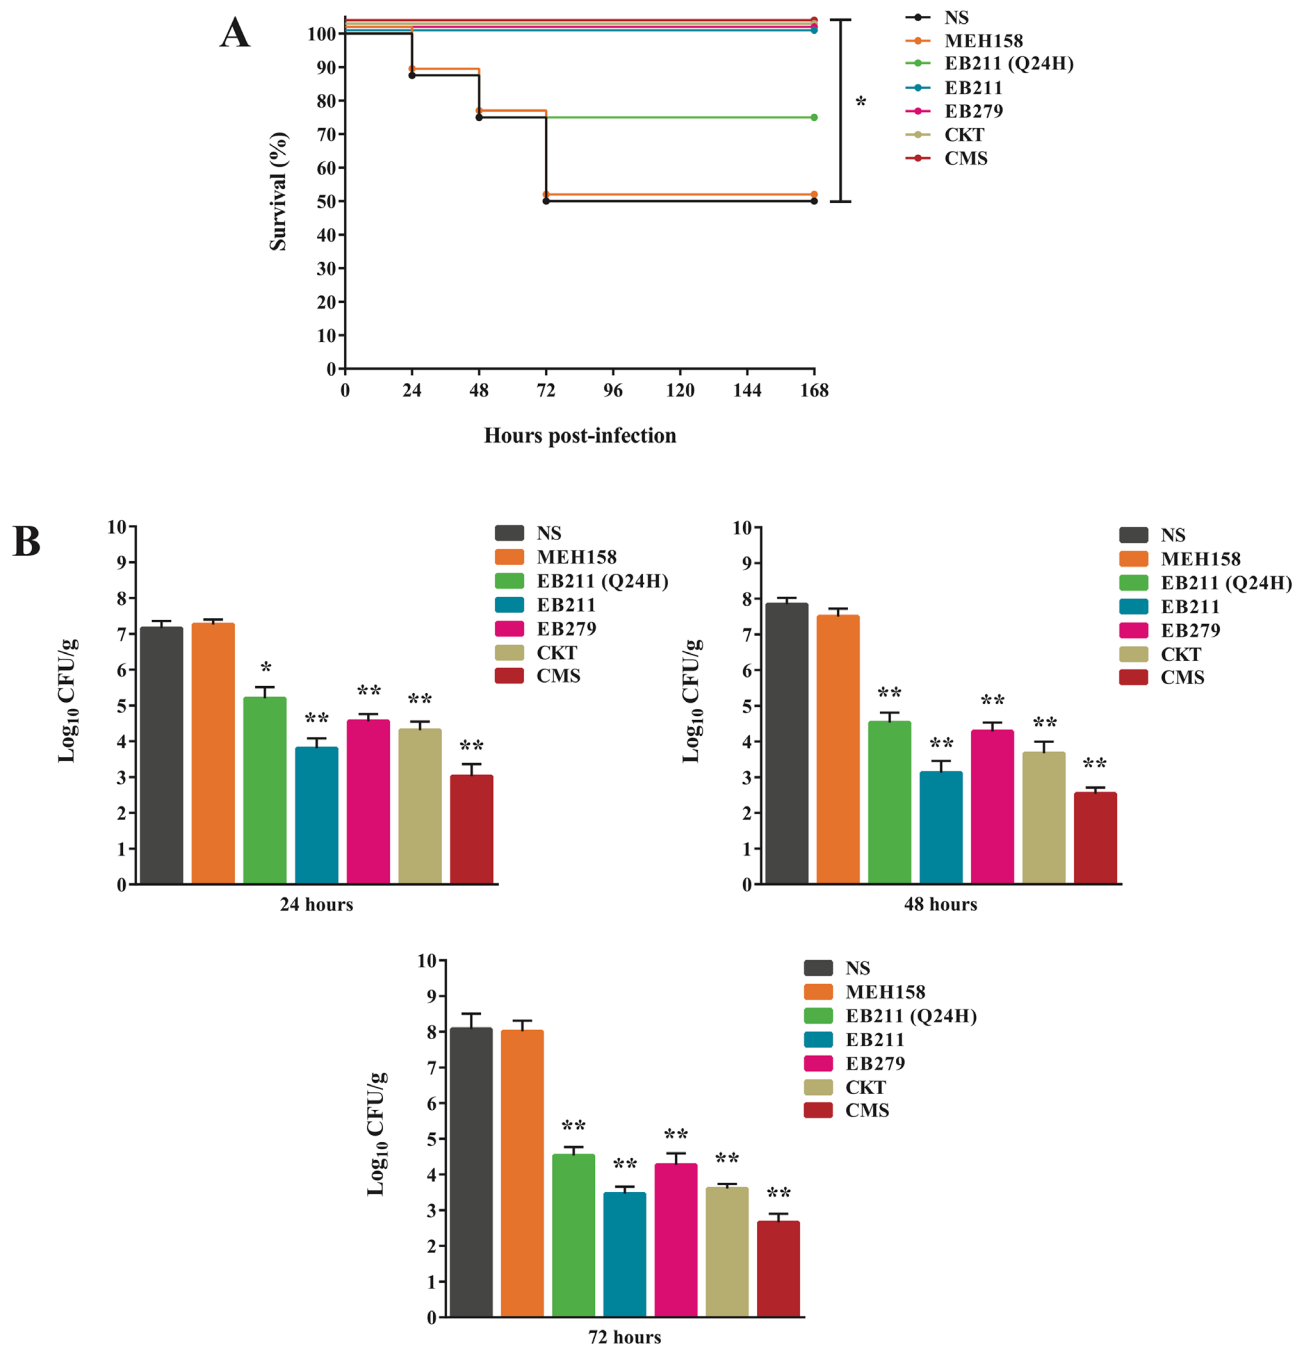 A
100
90
80
70
60
50
40
30
20
10
0
Survival (%)
0 24 48 72 96 120 144 168
Hours post-infection
*
NS
MEH158
EB211 (Q24H)
EB211
EB279
CKT
CMS
B
10
9
8
7
6
5
4
3
2
1
0
Log10 CFU/g
* ** ** ** **
24 hours
NS
MEH158
EB211 (Q24H)
EB211
EB279
CKT
CMS
10
9
8
7
6
5
4
3
2
1
0
Log10 CFU/g
** ** ** ** **
48 hours
NS
MEH158
EB211 (Q24H)
EB211
EB279
CKT
CMS
10
9
8
7
6
5
4
3
2
1
0
Log10 CFU/g
** ** ** ** **
72 hours
NS
MEH158
EB211 (Q24H)
EB211
EB279
CKT
CMS